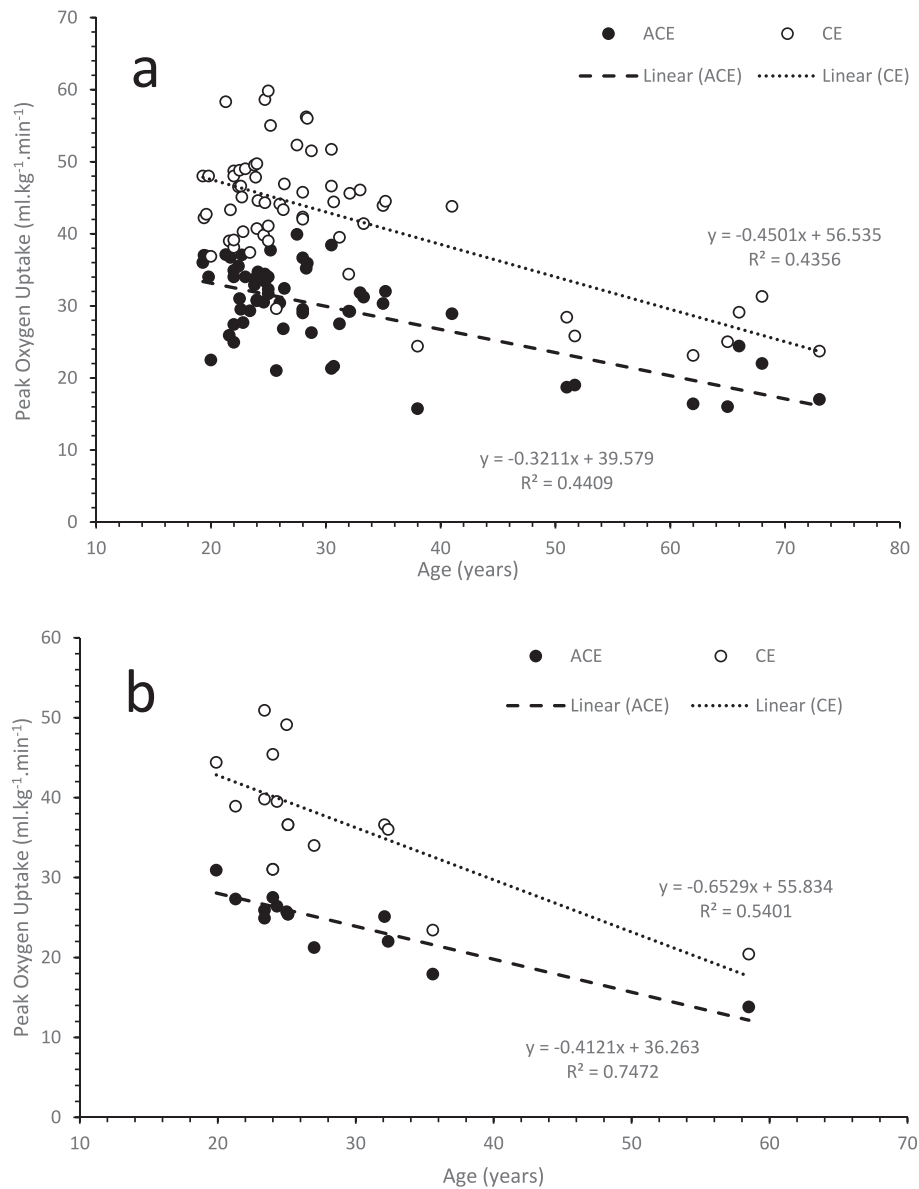 70
60
50
40
30
20
10
0
a
ACE
CE
Linear (ACE)
Linear (CE)
y = -0.4501x + 56.535
R² = 0.4356
y = -0.3211x + 39.579
R² = 0.4409
Peak Oxygen Uptake (ml.kg⁻¹.min⁻¹)
10 20 30 40 50 60 70 80
Age (years)
60
50
40
30
20
10
0
b
ACE
CE
Linear (ACE)
Linear (CE)
y = -0.6529x + 55.834
R² = 0.5401
y = -0.4121x + 36.263
R² = 0.7472
Peak Oxygen Uptake (ml.kg⁻¹.min⁻¹)
10 20 30 40 50 60 70
Age (years)